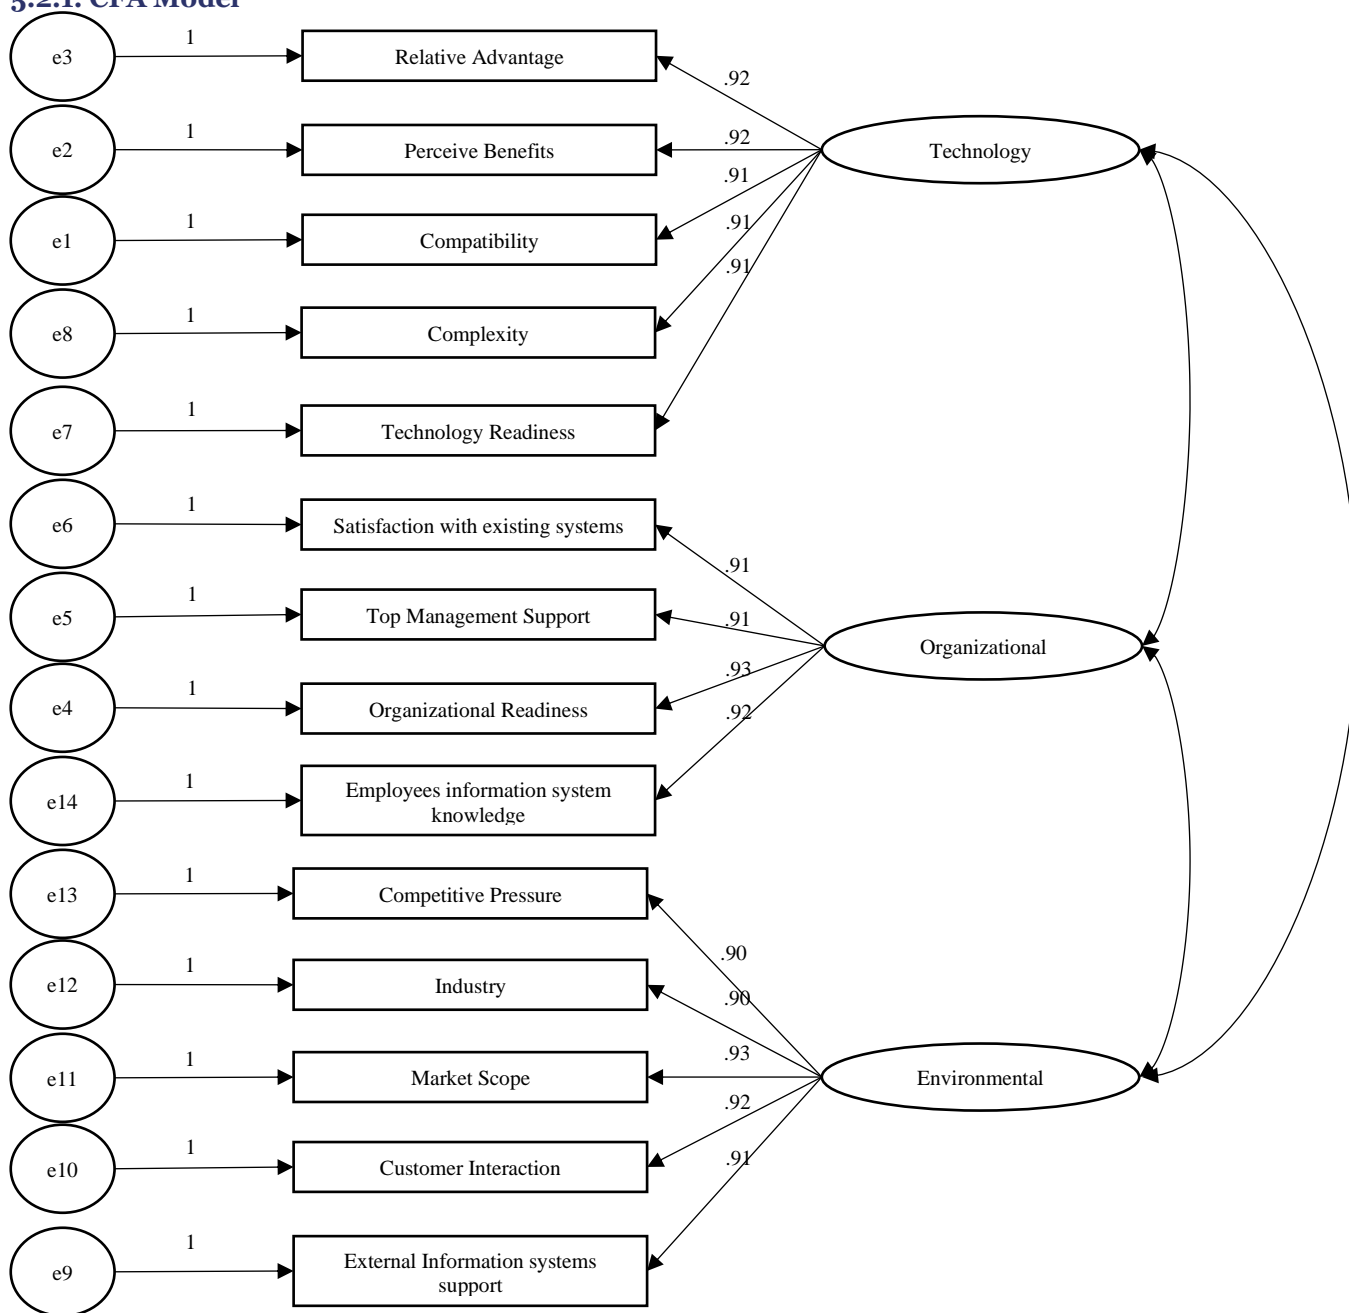 5.2.1. CFA Model
e3
1
Relative Advantage
.92
e2
1
Perceive Benefits
.92
Technology
e1
1
Compatibility
.91
e8
1
Complexity
.91
e7
1
Technology Readiness
.91
e6
1
Satisfaction with existing systems
.91
e5
1
Top Management Support
.91
Organizational
e4
1
Organizational Readiness
.93
e14
1
Employees information system
knowledge
.92
e13
1
Competitive Pressure
.90
e12
1
Industry
.90
e11
1
Market Scope
.93
Environmental
e10
1
Customer Interaction
.92
e9
1
External Information systems
support
.91